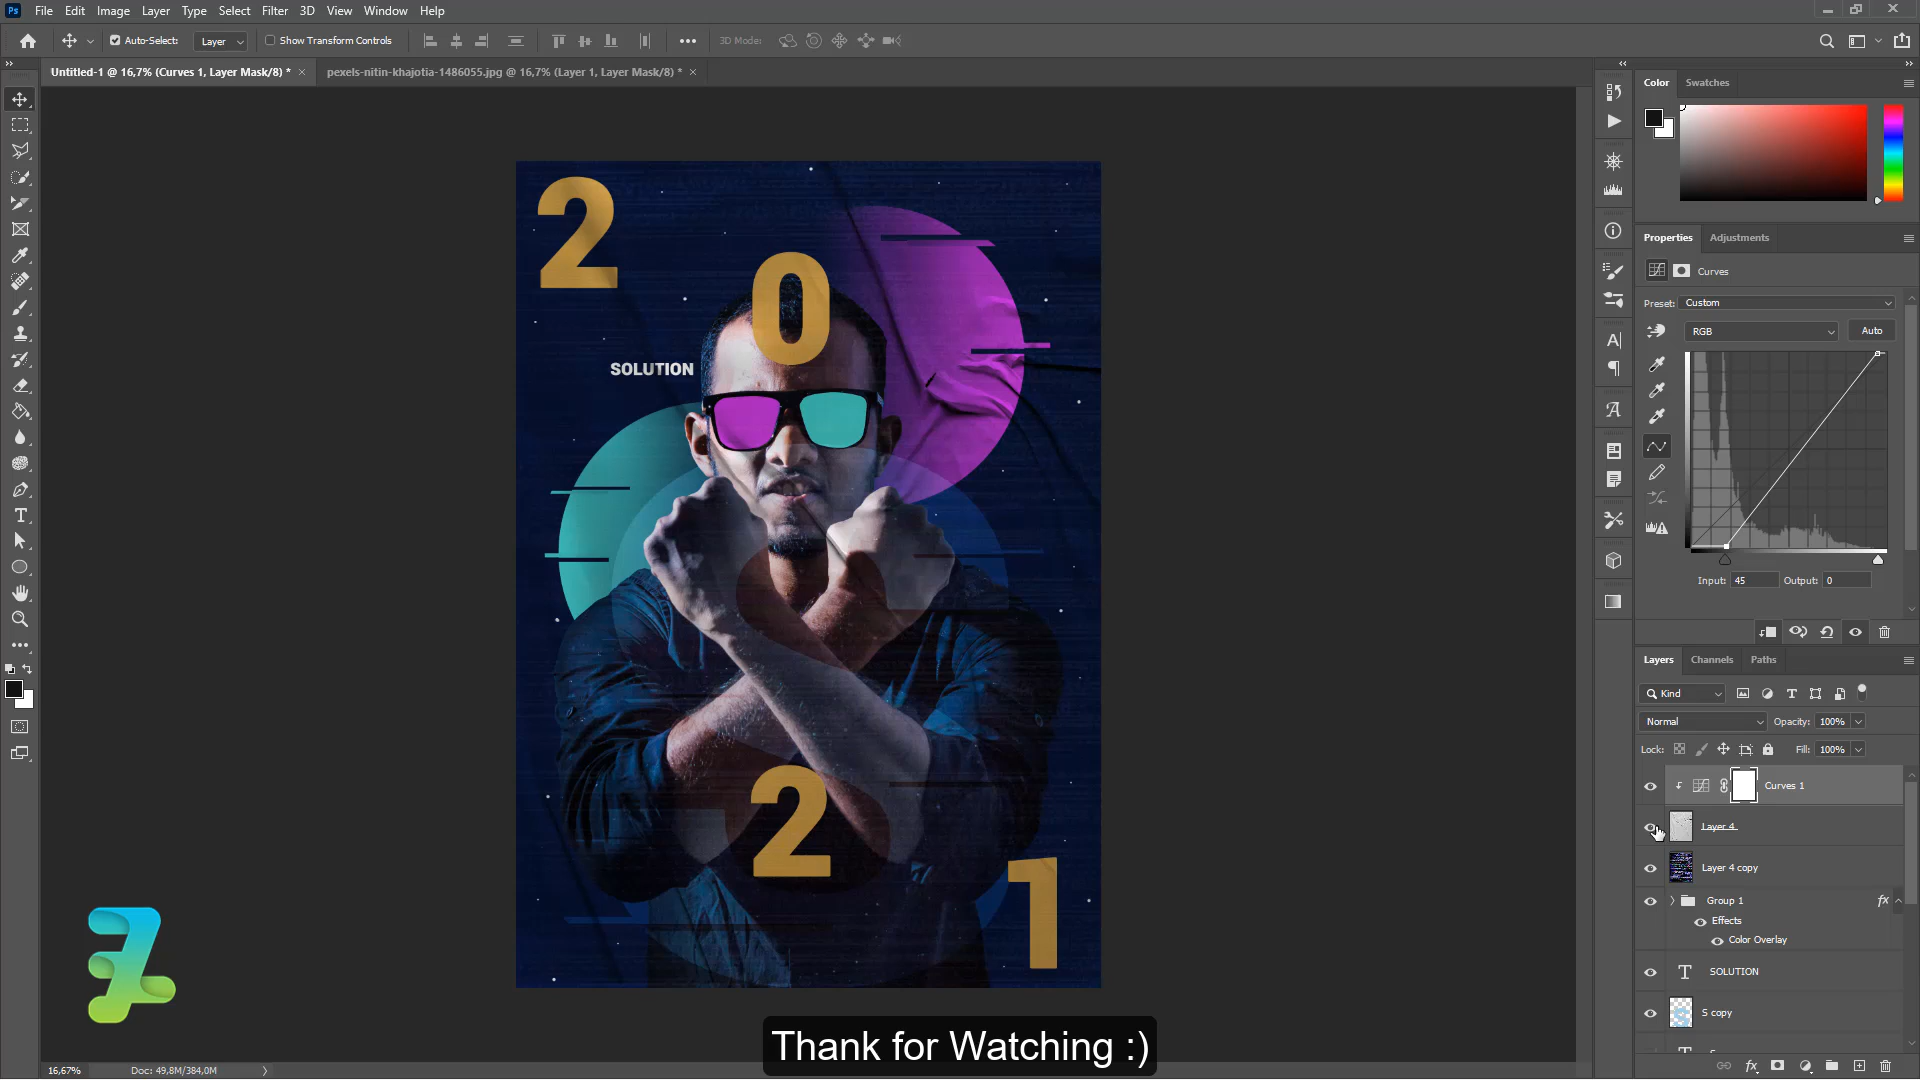 Ps File Edit Image Layer Type Select Filter 3D View Window Help
Auto-Select: Layer Show Transform Controls 3D Mode:
Untitled-1 @ 16,7% (Curves 1, Layer Mask/8) * × pexels-nitin-khajotia-1486055.jpg @ 16,7% (Layer 1, Layer Mask/8) * ×
2
0
SOLUTION
2
1
Thank for Watching :)
16,67% Doc: 49,8M/384,0M
Color Swatches
Properties Adjustments
Curves
Preset: Custom
RGB Auto
Input: 45 Output: 0
Layers Channels Paths
Kind
Normal Opacity: 100%
Lock: Fill: 100%
Curves 1
Layer 4
Layer 4 copy
Group 1 fx
Effects
Color Overlay
T SOLUTION
S copy
fx